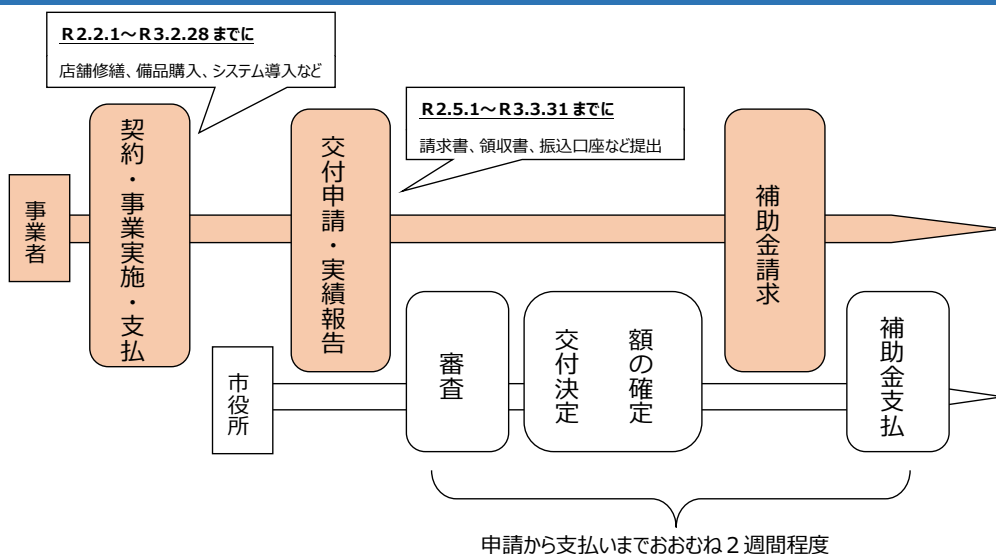 R2.2.1～R3.2.28 までに
店舗修繕、備品購入、システム導入など
R2.5.1～R3.3.31 までに
請求書、領収書、振込口座など提出
事業者
契約・事業実施・支払
交付申請・実績報告
補助金請求
市役所
審査
額の確定
交付決定
補助金支払
申請から支払いまでおおむね２週間程度